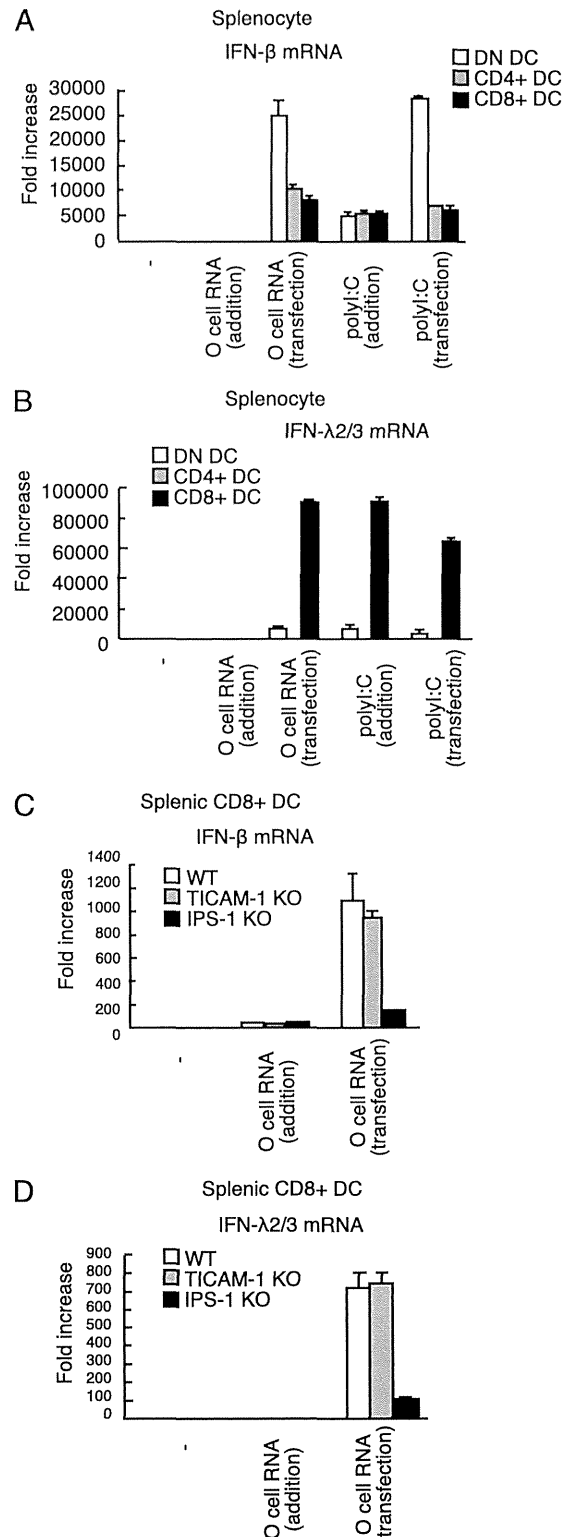 A
Splenocyte
IFN-β mRNA
DN DC
CD4+ DC
CD8+ DC
Fold increase
30000
25000
20000
15000
10000
5000
0
-
O cell RNA
(addition)
O cell RNA
(transfection)
polyI:C
(addition)
polyI:C
(transfection)
B
Splenocyte
IFN-λ2/3 mRNA
DN DC
CD4+ DC
CD8+ DC
Fold increase
100000
80000
60000
40000
20000
0
-
O cell RNA
(addition)
O cell RNA
(transfection)
polyI:C
(addition)
polyI:C
(transfection)
C
Splenic CD8+ DC
IFN-β mRNA
WT
TICAM-1 KO
IPS-1 KO
Fold increase
1400
1200
1000
800
600
400
200
0
-
O cell RNA
(addition)
O cell RNA
(transfection)
D
Splenic CD8+ DC
IFN-λ2/3 mRNA
WT
TICAM-1 KO
IPS-1 KO
Fold increase
900
800
700
600
500
400
300
200
100
0
-
O cell RNA
(addition)
O cell RNA
(transfection)